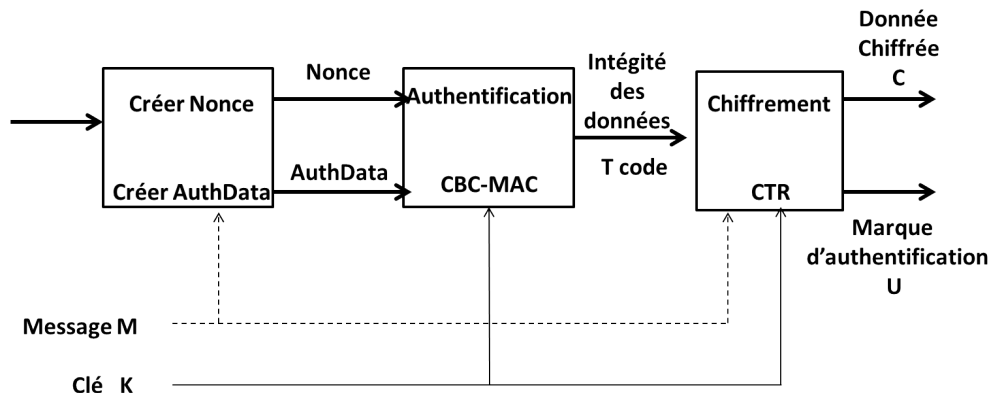 Donnée
Chiffrée
C
Nonce
Intégité
des
données
Créer Nonce
Authentification
Chiffrement
AuthData
T code
Créer AuthData
CBC-MAC
CTR
Marque
d'authentification
U
Message M
Clé K